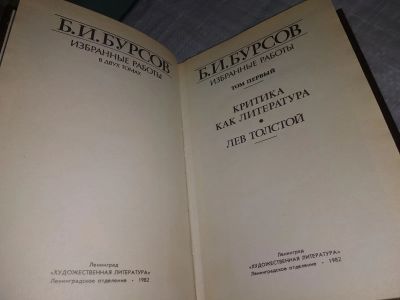 Б.И.БУРСОВ
ИЗБРАННЫЕ РАБОТЫ
В ДВУХ ТОМАХ
Ленинград
«ХУДОЖЕСТВЕННАЯ ЛИТЕРАТУРА»
Ленинградское отделение · 1982
Б.И.БУРСОВ
ИЗБРАННЫЕ РАБОТЫ
ТОМ ПЕРВЫЙ
КРИТИКА
КАК ЛИТЕРАТУРА
•
ЛЕВ ТОЛСТОЙ
Ленинград
«ХУДОЖЕСТВЕННАЯ ЛИТЕРАТУРА»
Ленинградское отделение · 1982